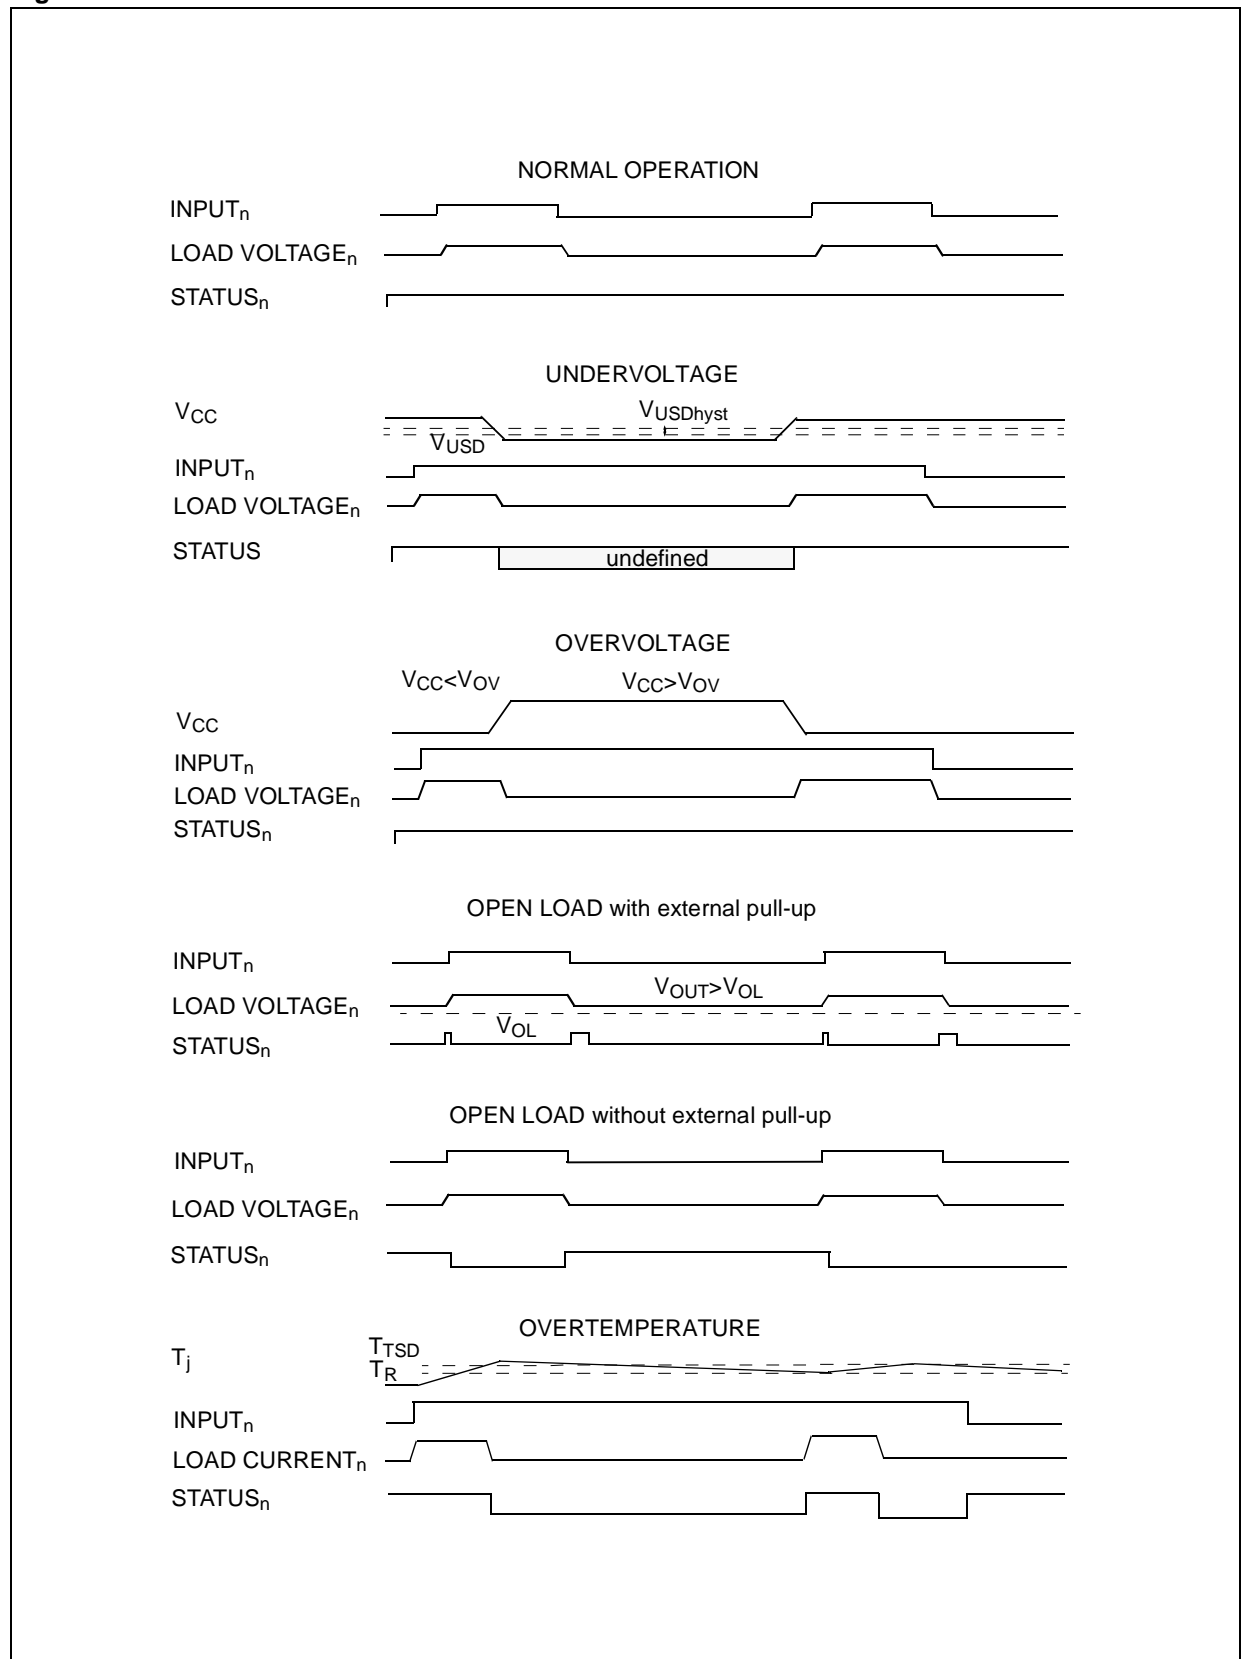 NORMAL OPERATION
INPUTn
LOAD VOLTAGEn
STATUSn
UNDERVOLTAGE
VCC
VUSDhyst
VUSD
INPUTn
LOAD VOLTAGEn
STATUS
undefined
OVERVOLTAGE
VCC<VOV
VCC>VOV
VCC
INPUTn
LOAD VOLTAGEn
STATUSn
OPEN LOAD with external pull-up
INPUTn
LOAD VOLTAGEn
VOUT>VOL
VOL
STATUSn
OPEN LOAD without external pull-up
INPUTn
LOAD VOLTAGEn
STATUSn
OVERTEMPERATURE
Tj
TTSD
TR
INPUTn
LOAD CURRENTn
STATUSn